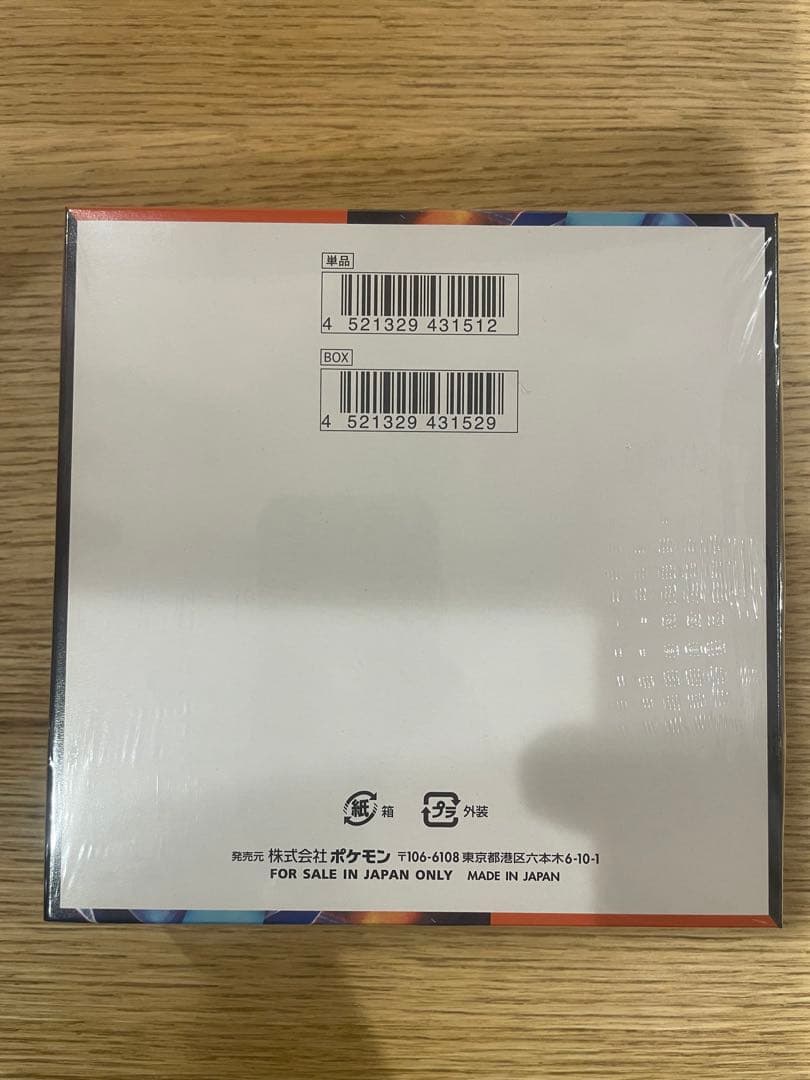 単品
4 521329 431512
BOX
4 521329 431529
紙 箱 プラ 外装
発売元 株式会社 ポケモン 〒106-6108 東京都港区六本木6-10-1
FOR SALE IN JAPAN ONLY MADE IN JAPAN